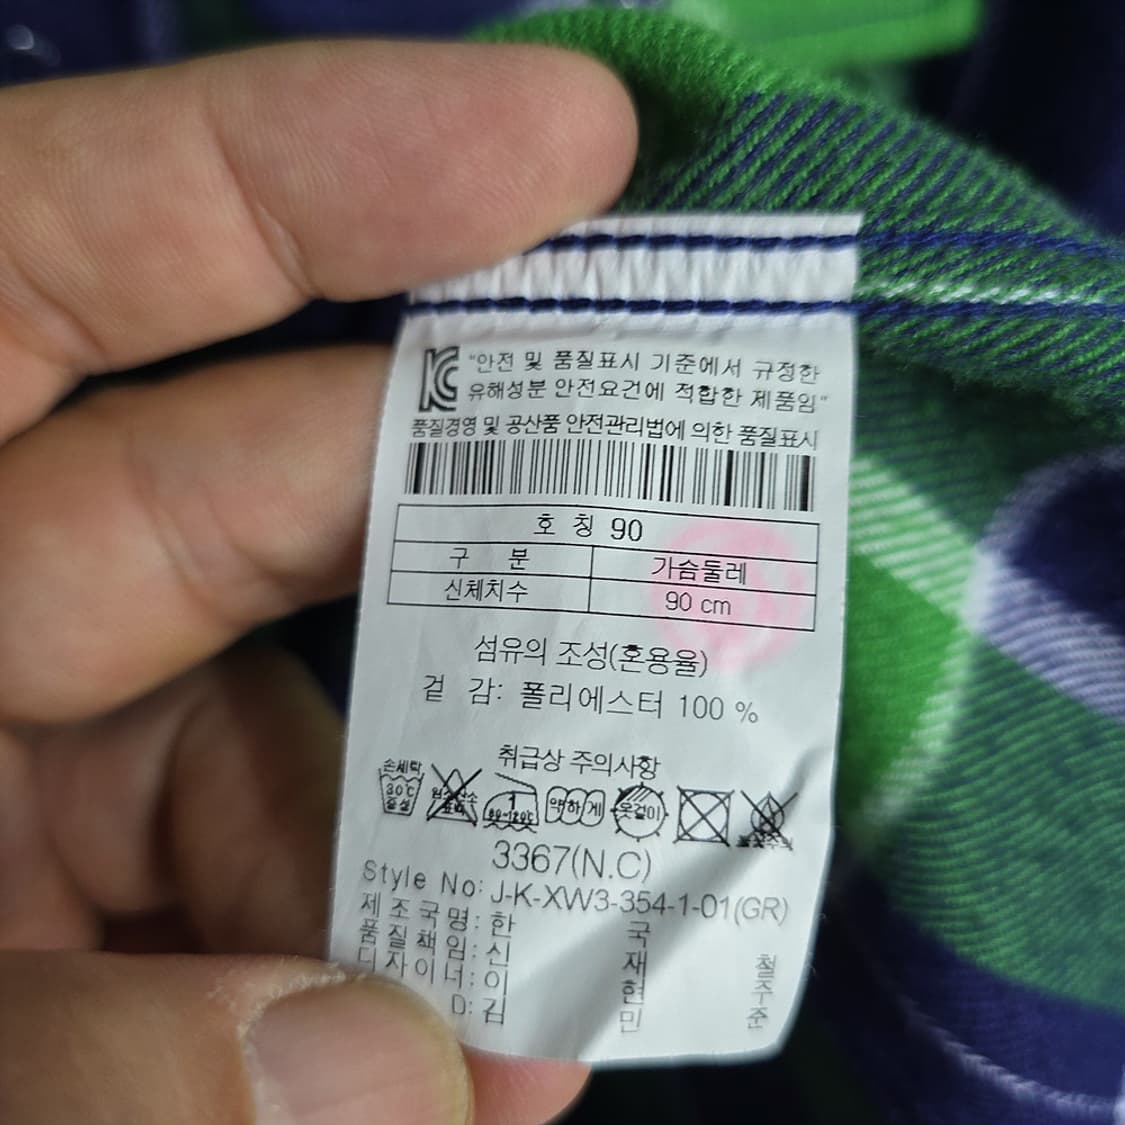 KC "안전 및 품질표시 기준에서 규정한
유해성분 안전요건에 적합한 제품임"
품질경영 및 공산품 안전관리법에 의한 품질표시
호 칭 90
구 분 가슴둘레
신체치수 90 cm
섬유의 조성(혼용율)
겉 감: 폴리에스터 100 %
취급상 주의사항
손세탁
30℃ 중성
1 80~120℃
약하게
옷걸이
3367(N.C)
Style No: J-K-XW3-354-1-01(GR)
제조국명: 한 국
품질책임: 신 재 철
디자이너: 이 현 주
D: 김 민 준